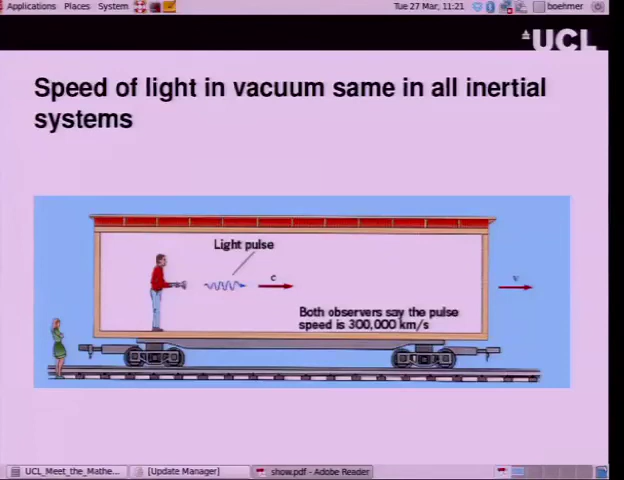 Applications Places System
Tue 27 Mar, 11:21
boehmer
UCL
Speed of light in vacuum same in all inertial
systems
Light pulse
c
v
Both observers say the pulse
speed is 300,000 km/s
UCL_Meet_the_Mathe...
[Update Manager]
show.pdf - Adobe Reader